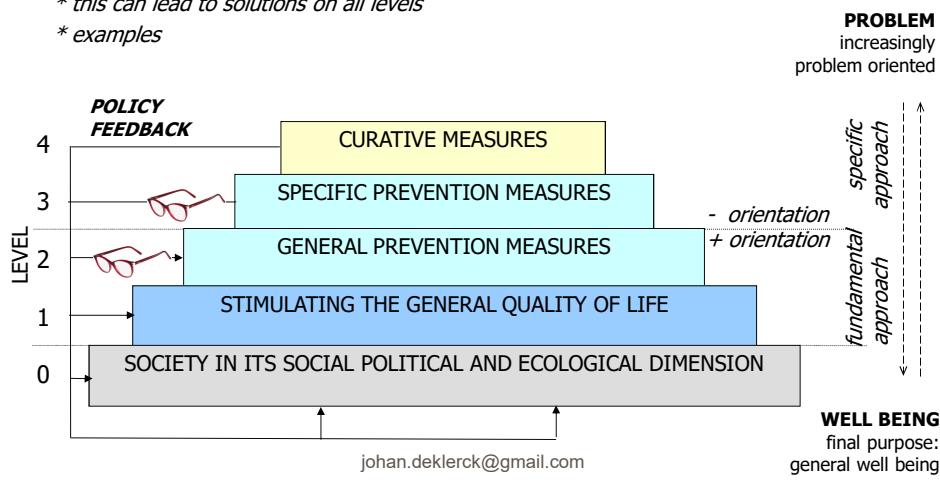 * this can lead to solutions on all levels
* examples
PROBLEM
increasingly
problem oriented
POLICY
FEEDBACK
4
CURATIVE MEASURES
specific
approach
3
SPECIFIC PREVENTION MEASURES
- orientation
+ orientation
LEVEL
2
GENERAL PREVENTION MEASURES
fundamental
approach
1
STIMULATING THE GENERAL QUALITY OF LIFE
0
SOCIETY IN ITS SOCIAL POLITICAL AND ECOLOGICAL DIMENSION
WELL BEING
final purpose:
general well being
johan.deklerck@gmail.com